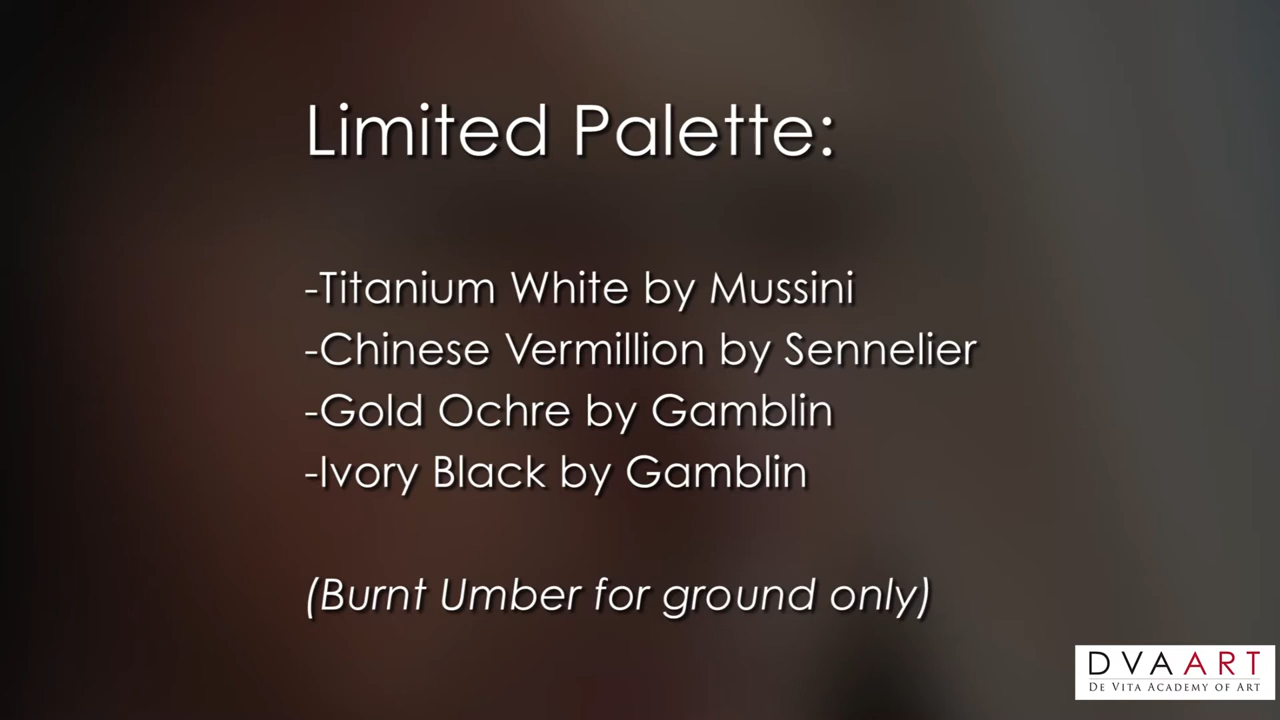 Limited Palette:
-Titanium White by Mussini
-Chinese Vermillion by Sennelier
-Gold Ochre by Gamblin
-Ivory Black by Gamblin
(Burnt Umber for ground only)
DVAART
DE VITA ACADEMY OF ART